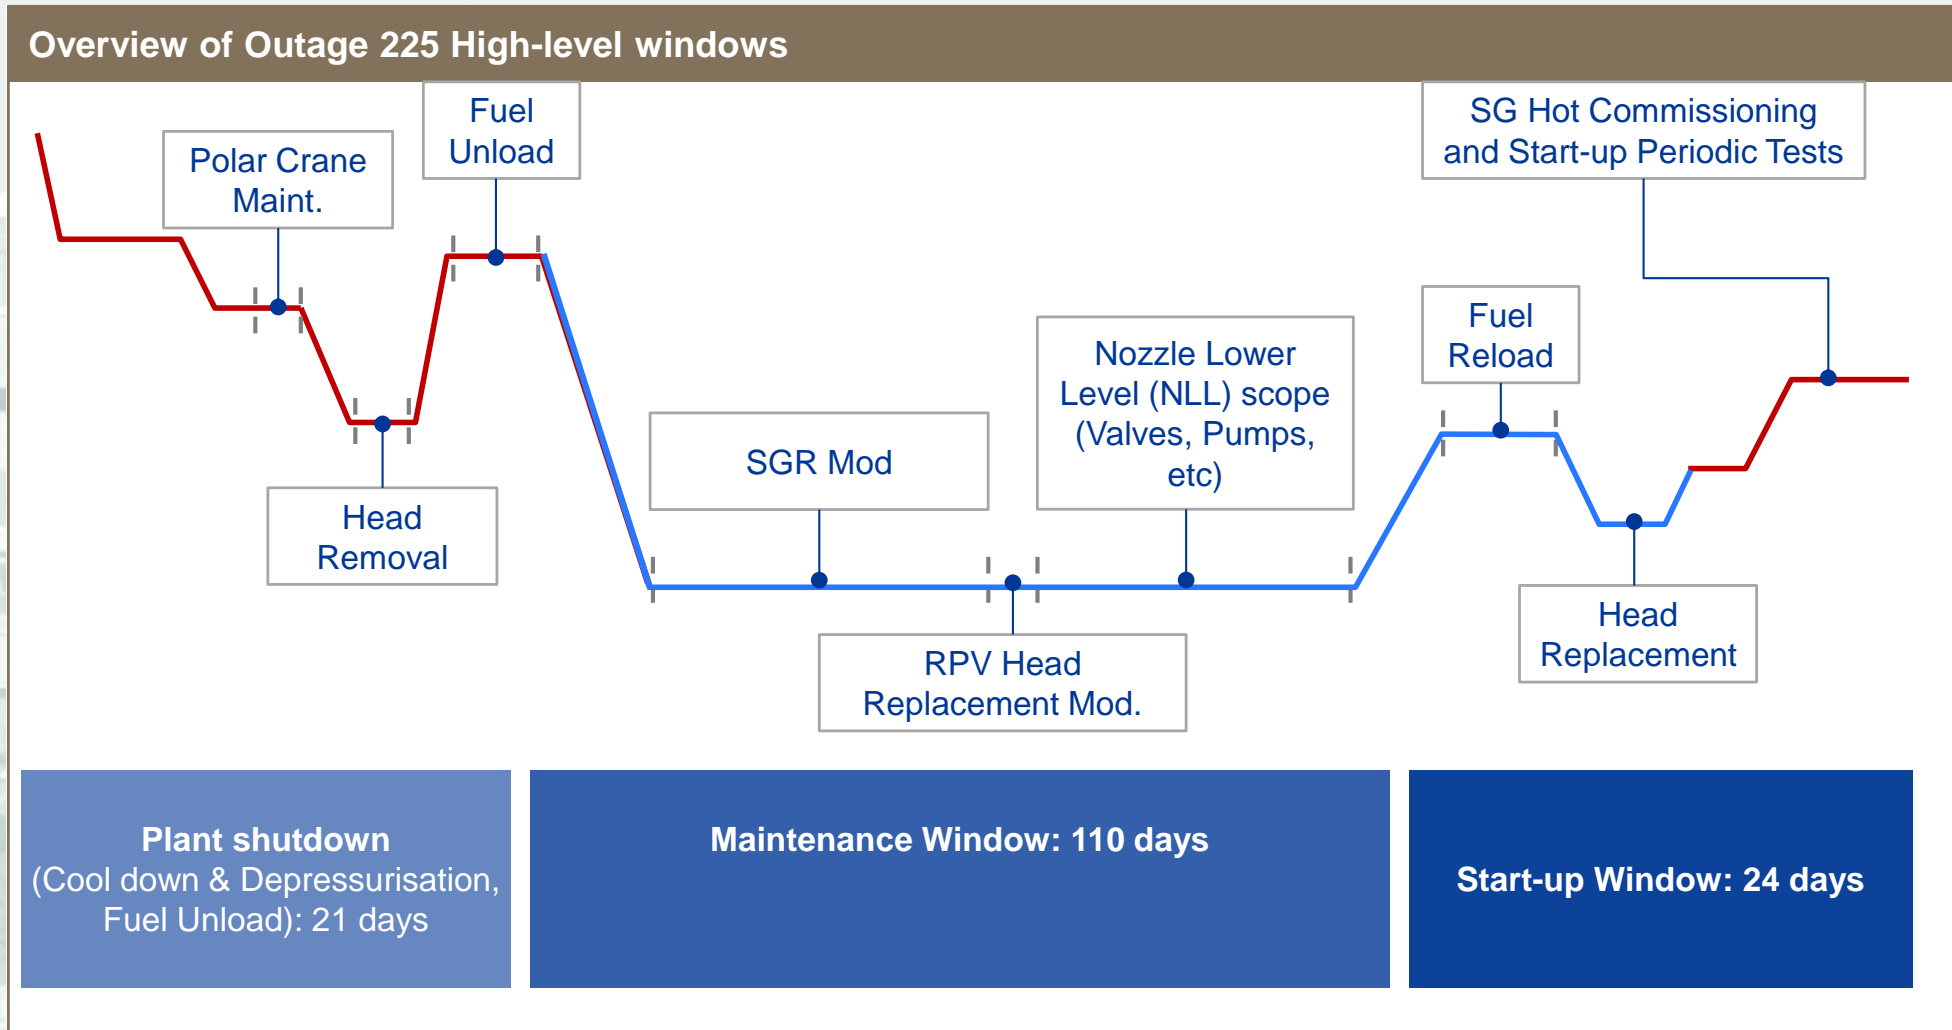 Overview of Outage 225 High-level windows
Fuel
Unload
SG Hot Commissioning
and Start-up Periodic Tests
Polar Crane
Maint.
Fuel
Reload
Nozzle Lower
Level (NLL) scope
(Valves, Pumps,
etc)
SGR Mod
Head
Removal
RPV Head
Replacement Mod.
Head
Replacement
Plant shutdown
(Cool down & Depressurisation,
Fuel Unload): 21 days
Maintenance Window: 110 days
Start-up Window: 24 days